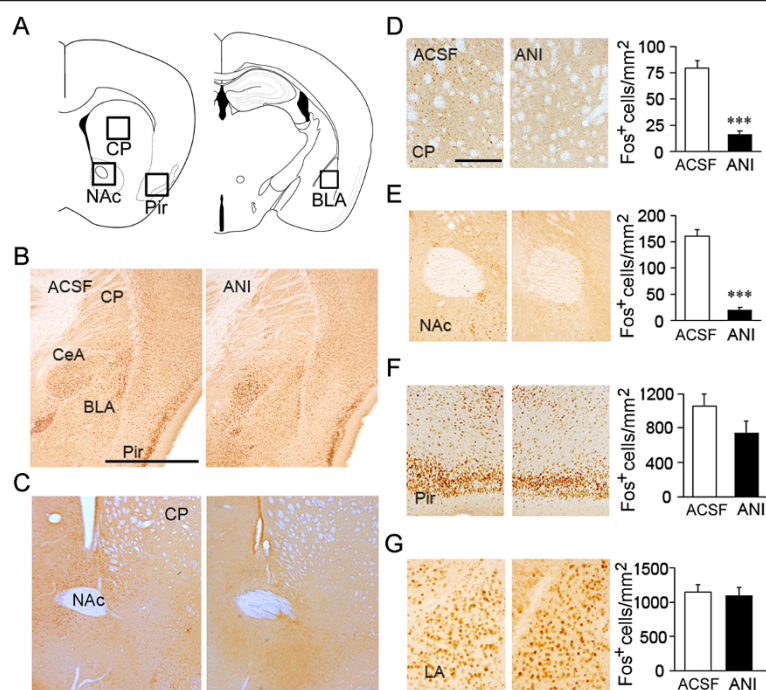 A
CP
NAc
Pir
BLA
B
ACSF
CP
CeA
BLA
Pir
ANI
C
CP
NAc
D
ACSF
CP
ANI
Fos+ cells/mm2
75
50
25
0
***
ACSF ANI
E
NAc
Fos+ cells/mm2
200
150
100
50
0
***
ACSF ANI
F
Pir
Fos+ cells/mm2
1200
800
400
0
ACSF ANI
G
LA
Fos+ cells/mm2
1500
1000
500
0
ACSF ANI